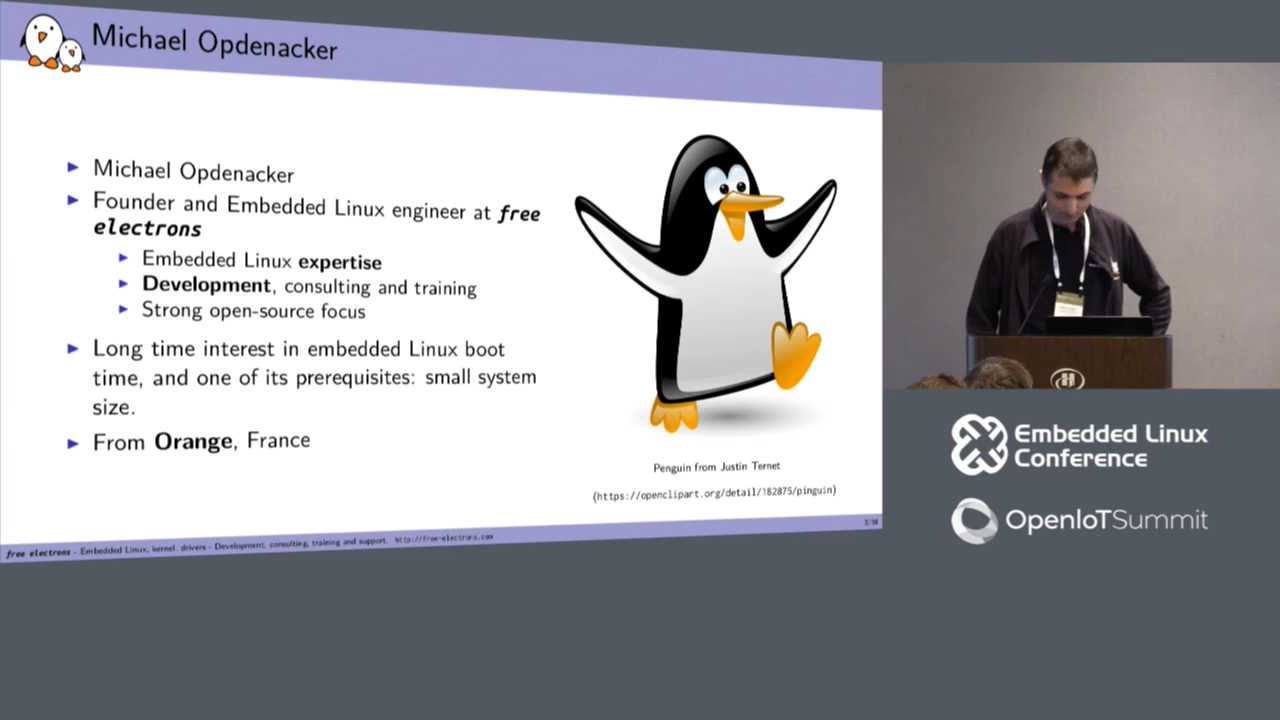 Michael Opdenacker
Michael Opdenacker
Founder and Embedded Linux engineer at free
electrons
Embedded Linux expertise
Development, consulting and training
Strong open-source focus
Long time interest in embedded Linux boot
time, and one of its prerequisites: small system
size.
From Orange, France
Penguin from Justin Ternet
(https://openclipart.org/detail/182875/pinguin)
2/30
free electrons - Embedded Linux, kernel, drivers - Development, consulting, training and support. http://free-electrons.com
Embedded Linux
Conference
OpenIoTSummit